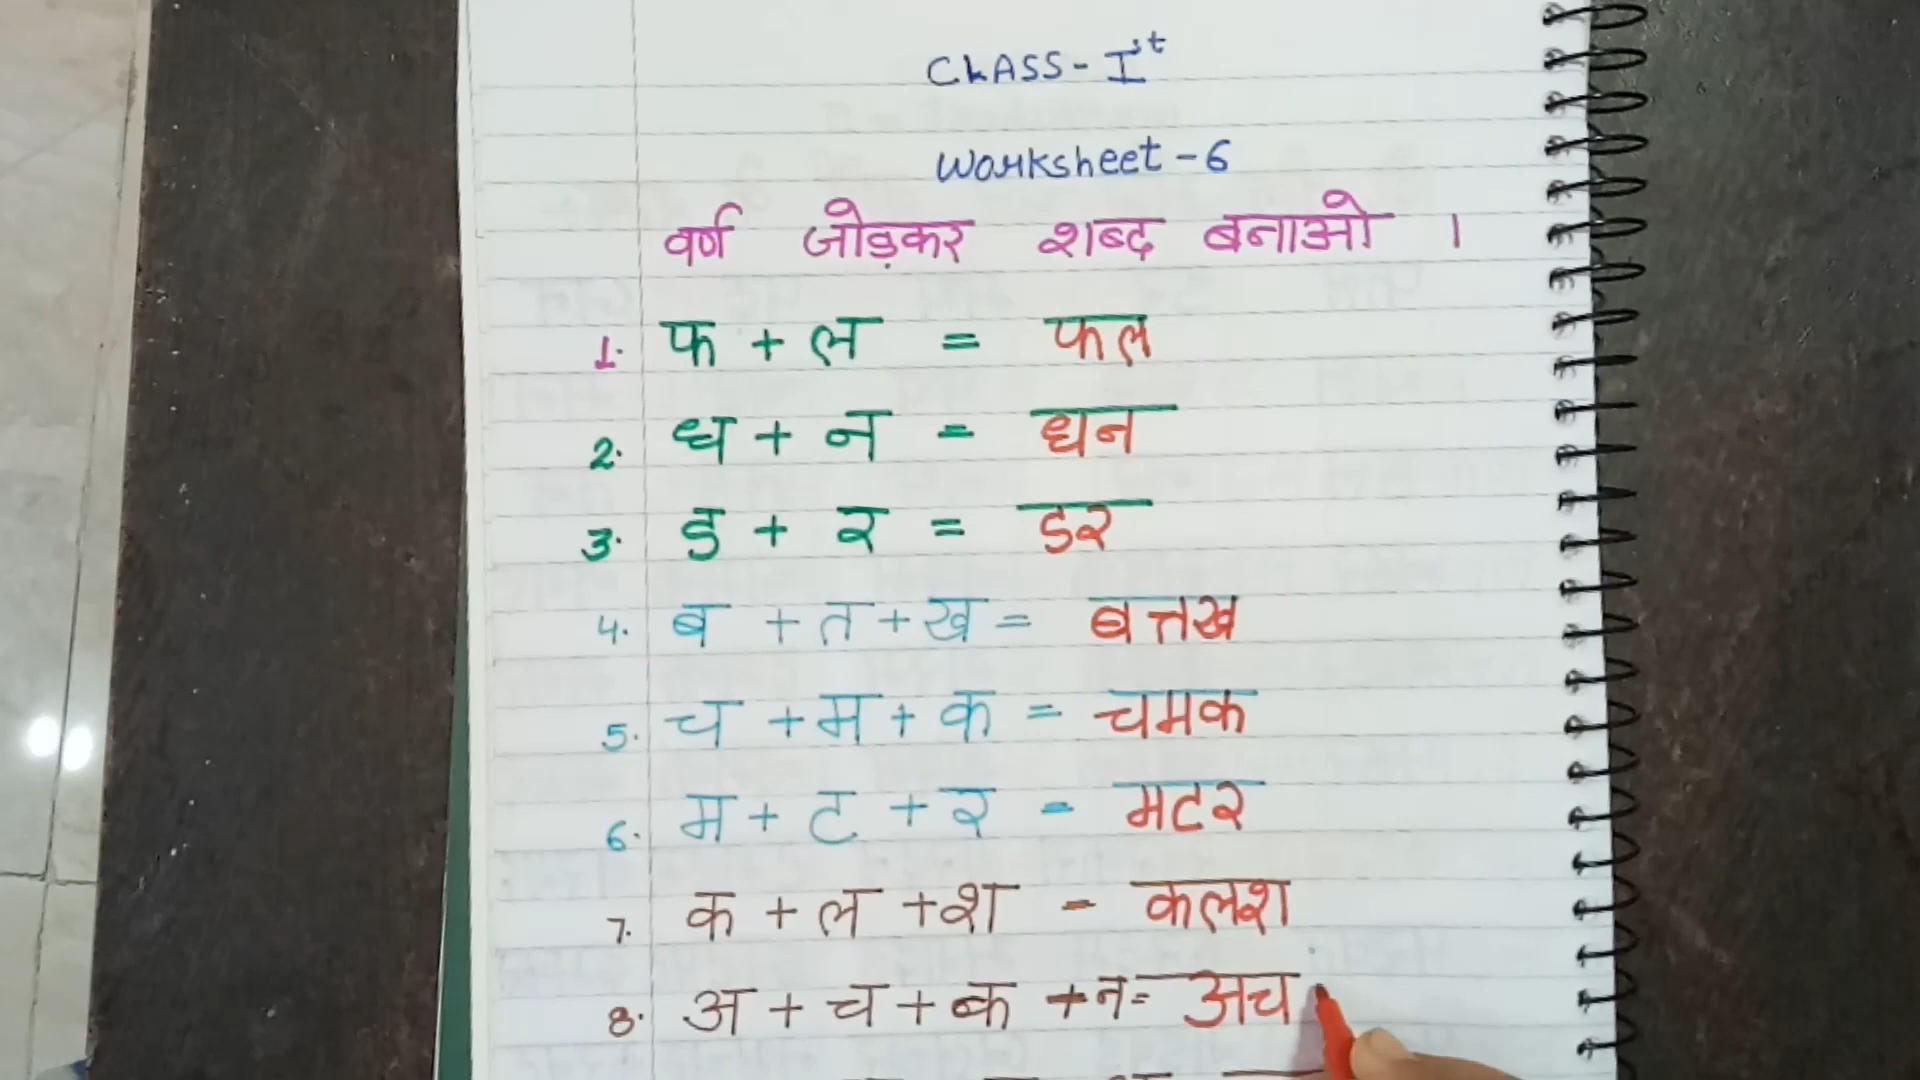 CLASS - Ist
Worksheet - 6
वर्ण जोड़कर शब्द बनाओ ।
1. फ + ल = फल
2. ध + न = धन
3. ड + र = डर
4. ब + त + ख = बत्तख
5. च + म + क = चमक
6. म + ट + र - मटर
7. क + ल + श - कलश
8. अ + च + क + न = अच